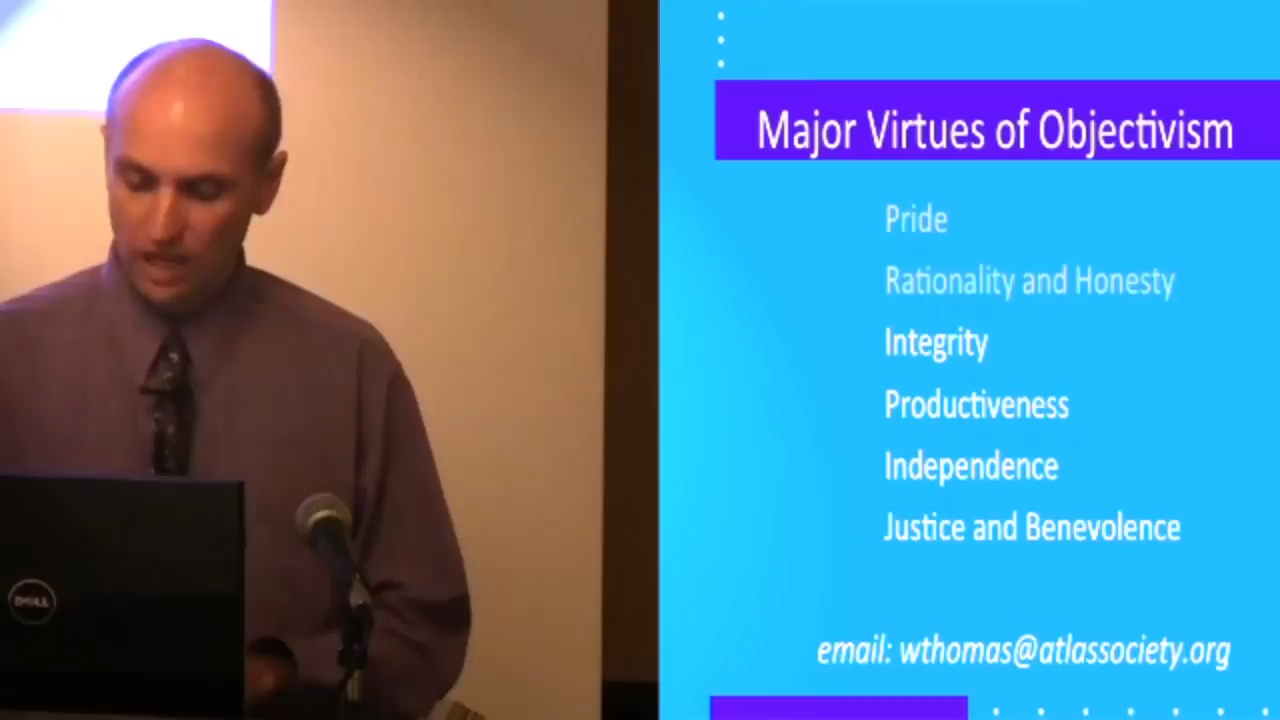 Major Virtues of Objectivism
Pride
Rationality and Honesty
Integrity
Productiveness
Independence
Justice and Benevolence
email: wthomas@atlassociety.org
DELL